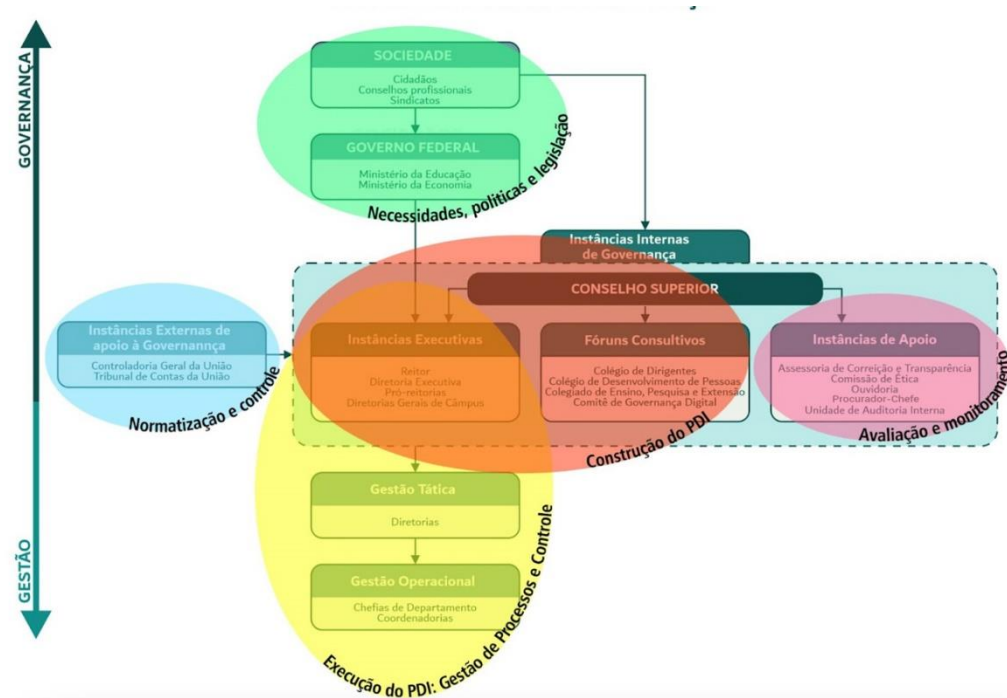 GOVERNANÇA
GESTÃO
SOCIEDADE
Cidadãos
Conselhos profissionais
Sindicatos
GOVERNO FEDERAL
Ministério da Educação
Ministério da Economia
Necessidades, políticas e legislação
Instâncias Internas
de Governança
CONSELHO SUPERIOR
Instâncias Externas de
apoio à Governannça
Controladoria Geral da União
Tribunal de Contas da União
Normatização e controle
Instâncias Executivas
Reitor
Diretoria Executiva
Pró-reitorias
Diretorias Gerais de Câmpus
Fóruns Consultivos
Colégio de Dirigentes
Colégio de Desenvolvimento de Pessoas
Colegiado de Ensino, Pesquisa e Extensão
Comitê de Governança Digital
Construção do PDI
Instâncias de Apoio
Assessoria de Correição e Transparência
Comissão de Ética
Ouvidoria
Procurador-Chefe
Unidade de Auditoria Interna
Avaliação e monitoramento
Gestão Tática
Diretorias
Gestão Operacional
Chefias de Departamento
Coordenadorias
Execução do PDI: Gestão de Processos e Controle